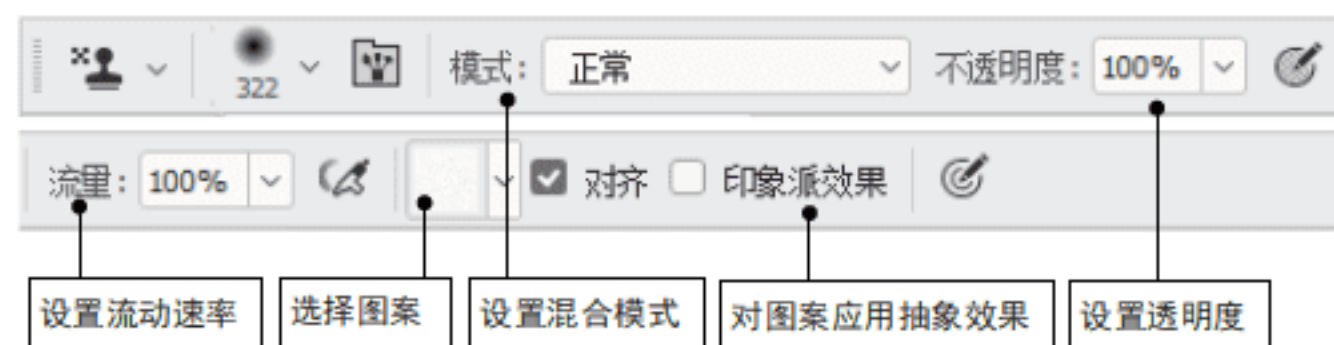 模式： 正常 不透明度： 100%
322
流量： 100% 对齐 印象派效果
设置流动速率 选择图案 设置混合模式 对图案应用抽象效果 设置透明度